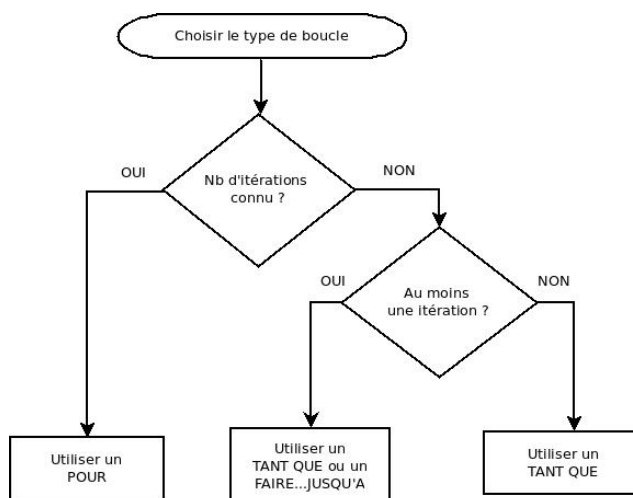 Choisir le type de boucle
Nb d'itérations
connu ?
OUI
NON
Au moins
une itération ?
OUI
NON
Utiliser un
POUR
Utiliser un
TANT QUE ou un
FAIRE...JUSQU'A
Utiliser un
TANT QUE